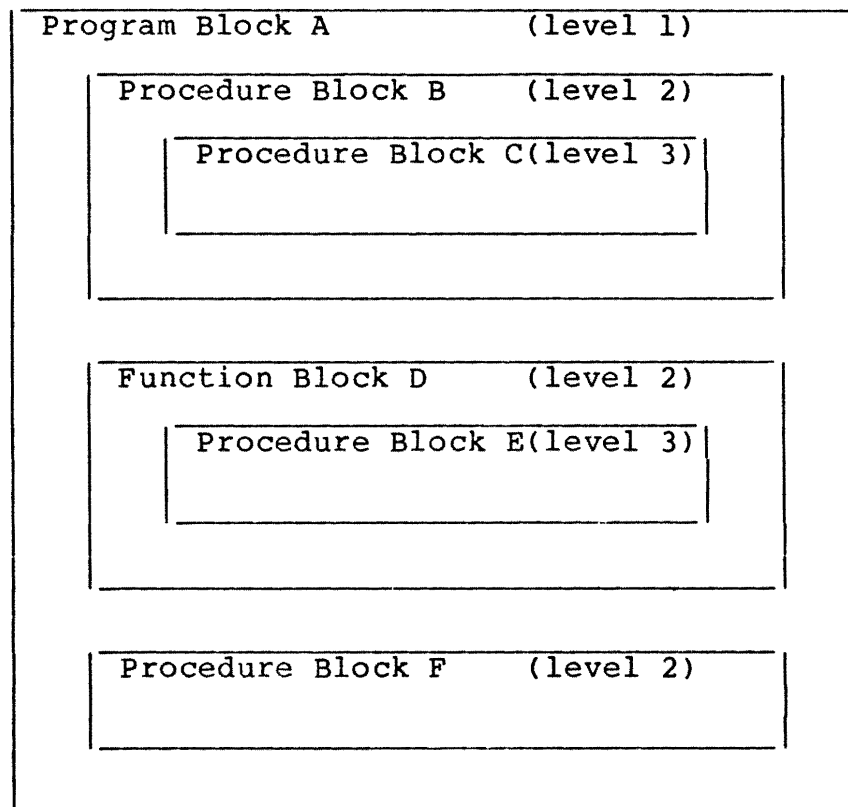 Program Block A (level 1)
Procedure Block B (level 2)
Procedure Block C(level 3)
Function Block D (level 2)
Procedure Block E(level 3)
Procedure Block F (level 2)